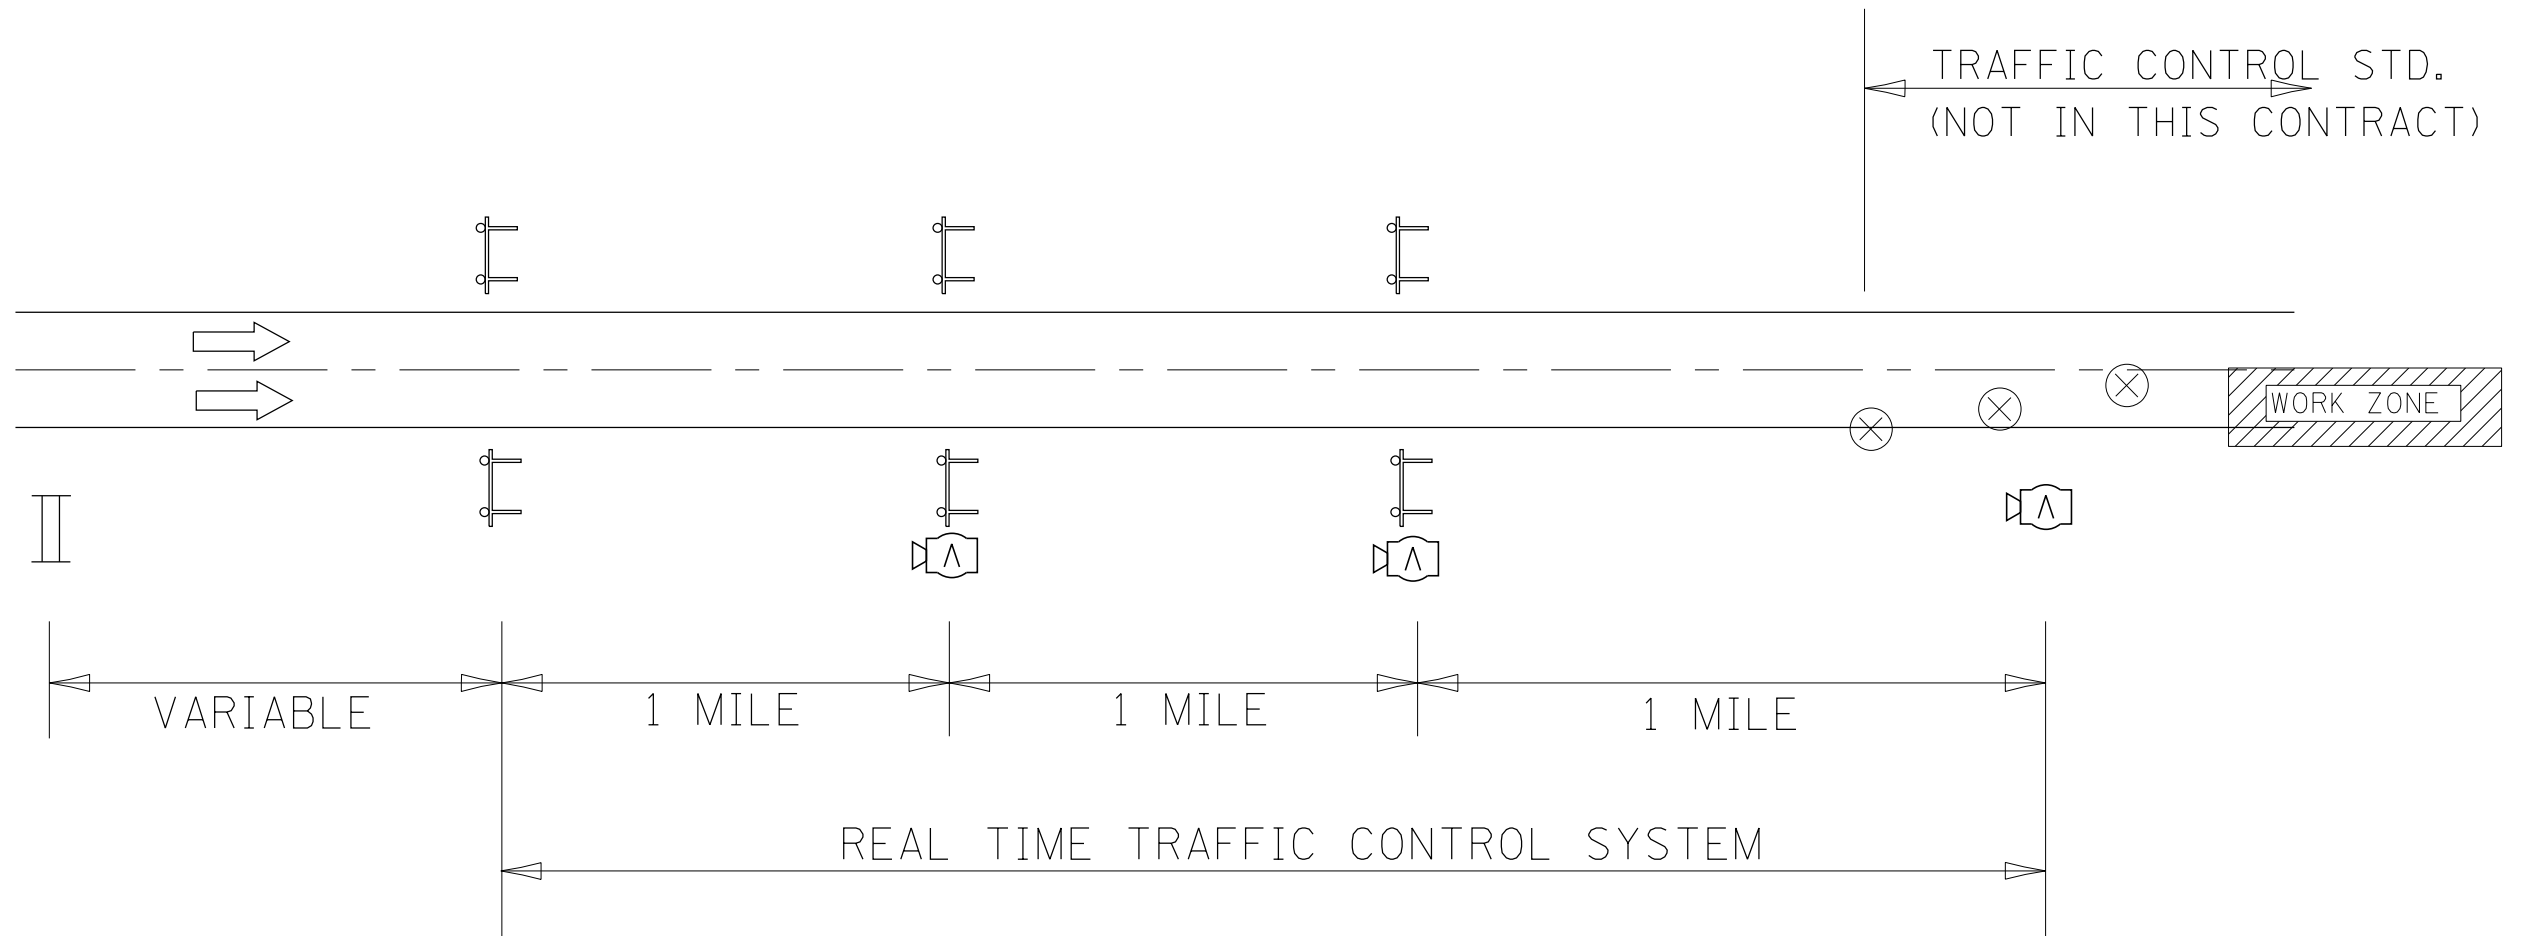 TRAFFIC CONTROL STD.
(NOT IN THIS CONTRACT)
WORK ZONE
VARIABLE
1 MILE
1 MILE
1 MILE
REAL TIME TRAFFIC CONTROL SYSTEM